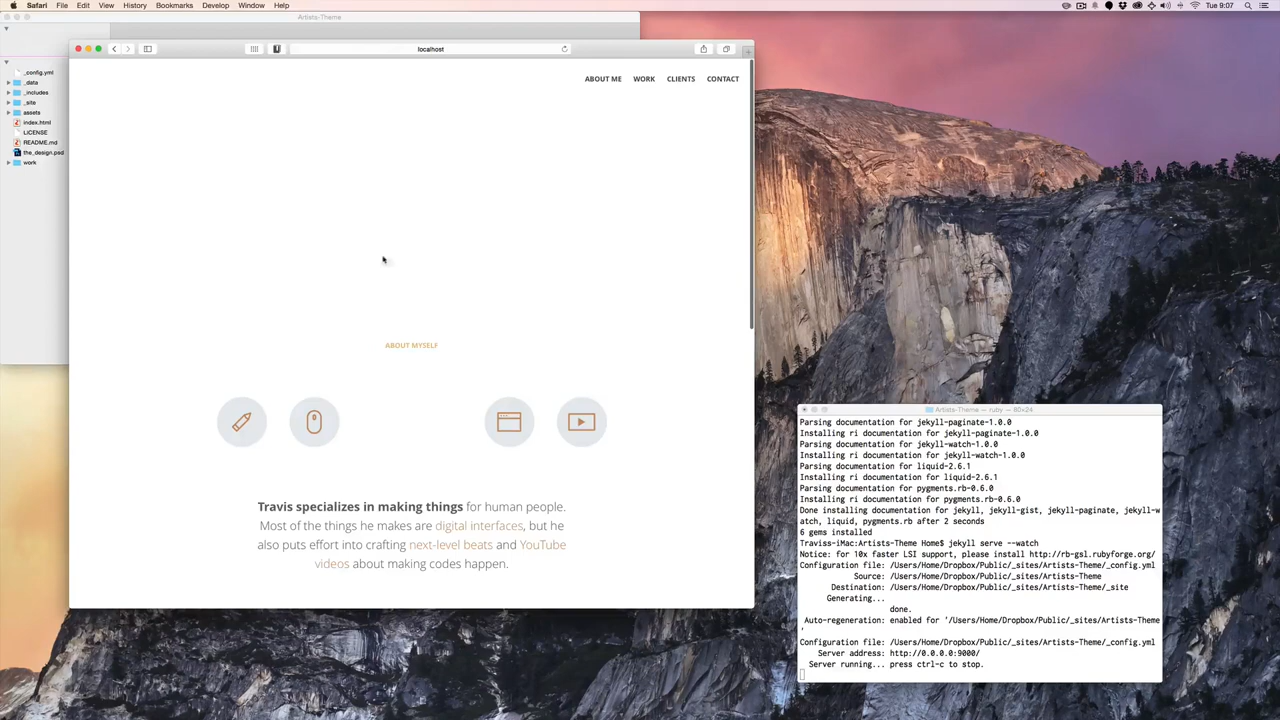 Safari File Edit View History Bookmarks Develop Window Help
Tue 9:07
Artists-Theme
localhost
_config.yml
_data
_includes
_site
assets
index.html
LICENSE
README.md
the_design.psd
work
ABOUT ME WORK CLIENTS CONTACT
ABOUT MYSELF
Travis specializes in making things for human people.
Most of the things he makes are digital interfaces, but he
also puts effort into crafting next-level beats and YouTube
videos about making codes happen.
Artists-Theme — ruby — 80×24
Parsing documentation for jekyll-paginate-1.0.0
Installing ri documentation for jekyll-paginate-1.0.0
Parsing documentation for jekyll-watch-1.0.0
Installing ri documentation for jekyll-watch-1.0.0
Parsing documentation for liquid-2.6.1
Installing ri documentation for liquid-2.6.1
Parsing documentation for pygments.rb-0.6.0
Installing ri documentation for pygments.rb-0.6.0
Done installing documentation for jekyll, jekyll-gist, jekyll-paginate, jekyll-w
atch, liquid, pygments.rb after 2 seconds
6 gems installed
Traviss-iMac:Artists-Theme Home$ jekyll serve --watch
Notice: for 10x faster LSI support, please install http://rb-gsl.rubyforge.org/
Configuration file: /Users/Home/Dropbox/Public/_sites/Artists-Theme/_config.yml
Source: /Users/Home/Dropbox/Public/_sites/Artists-Theme
Destination: /Users/Home/Dropbox/Public/_sites/Artists-Theme/_site
Generating...
done.
Auto-regeneration: enabled for '/Users/Home/Dropbox/Public/_sites/Artists-Theme
'
Configuration file: /Users/Home/Dropbox/Public/_sites/Artists-Theme/_config.yml
Server address: http://0.0.0.0:9000/
Server running... press ctrl-c to stop.